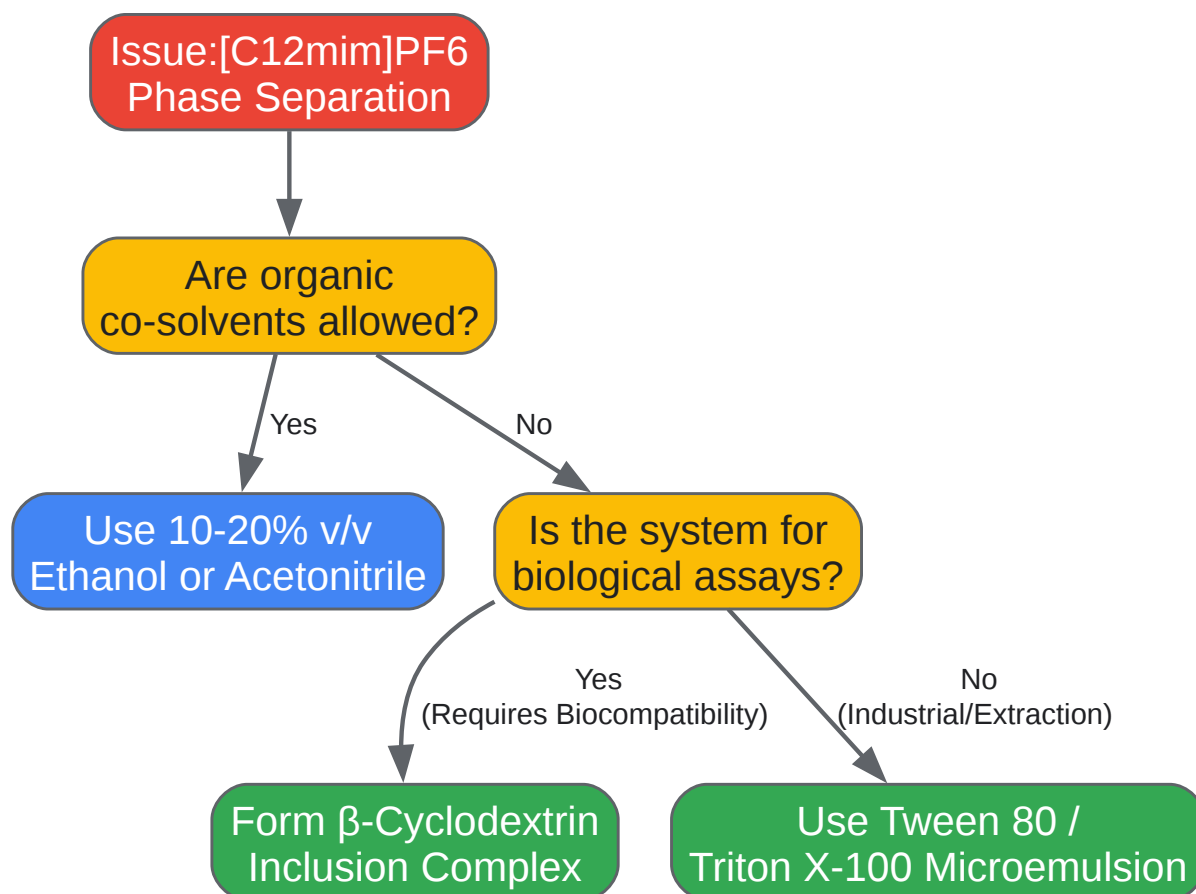 Issue:[C12mim]PF6
Phase Separation
Are organic
co-solvents allowed?
Yes
No
Use 10-20% v/v
Ethanol or Acetonitrile
Is the system for
biological assays?
Yes
(Requires Biocompatibility)
No
(Industrial/Extraction)
Form β-Cyclodextrin
Inclusion Complex
Use Tween 80 /
Triton X-100 Microemulsion